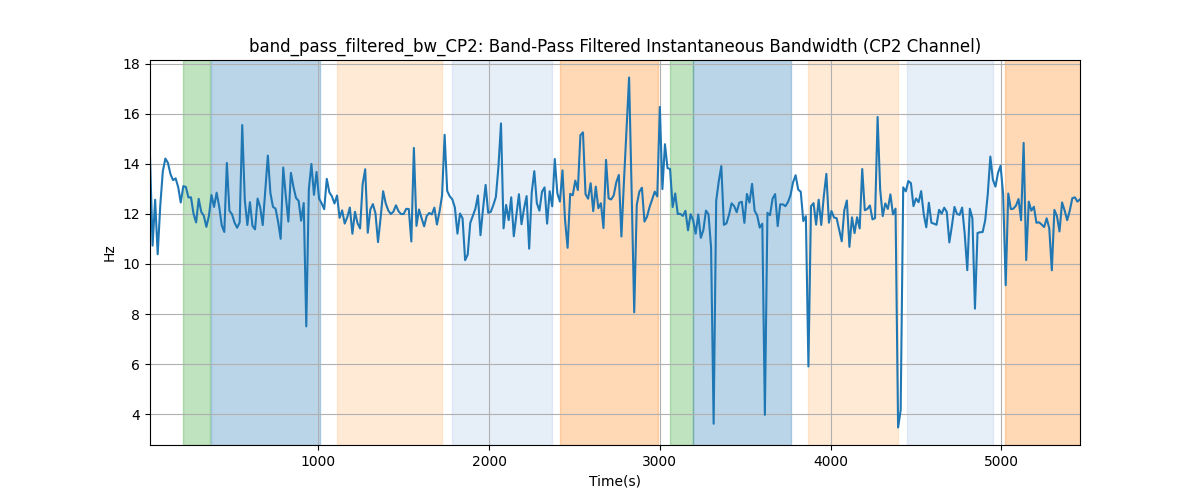 band_pass_filtered_bw_CP2: Band-Pass Filtered Instantaneous Bandwidth (CP2 Channel)
18
16
14
12
10
8
6
4
Hz
1000 2000 3000 4000 5000
Time(s)